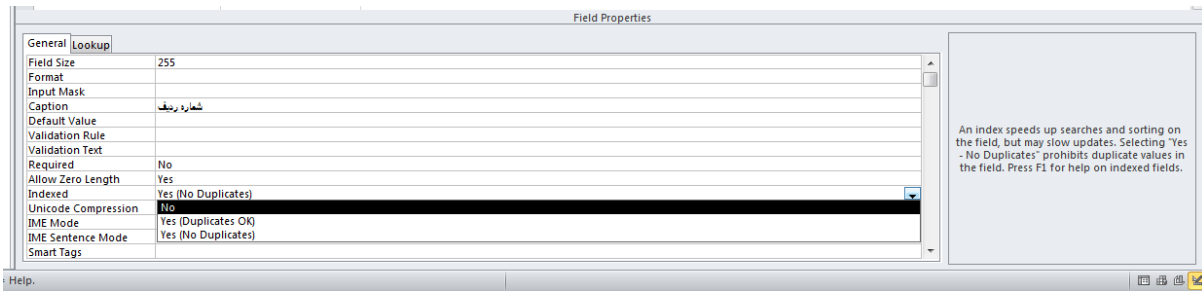 Field Properties
General Lookup
Field Size 255
Format
Input Mask
Caption شماره ردیف
Default Value
Validation Rule
Validation Text
Required No
Allow Zero Length Yes
Indexed Yes (No Duplicates)
Unicode Compression No
IME Mode Yes (Duplicates OK)
IME Sentence Mode Yes (No Duplicates)
Smart Tags
An index speeds up searches and sorting on
the field, but may slow updates. Selecting "Yes
- No Duplicates" prohibits duplicate values in
the field. Press F1 for help on indexed fields.
Help.